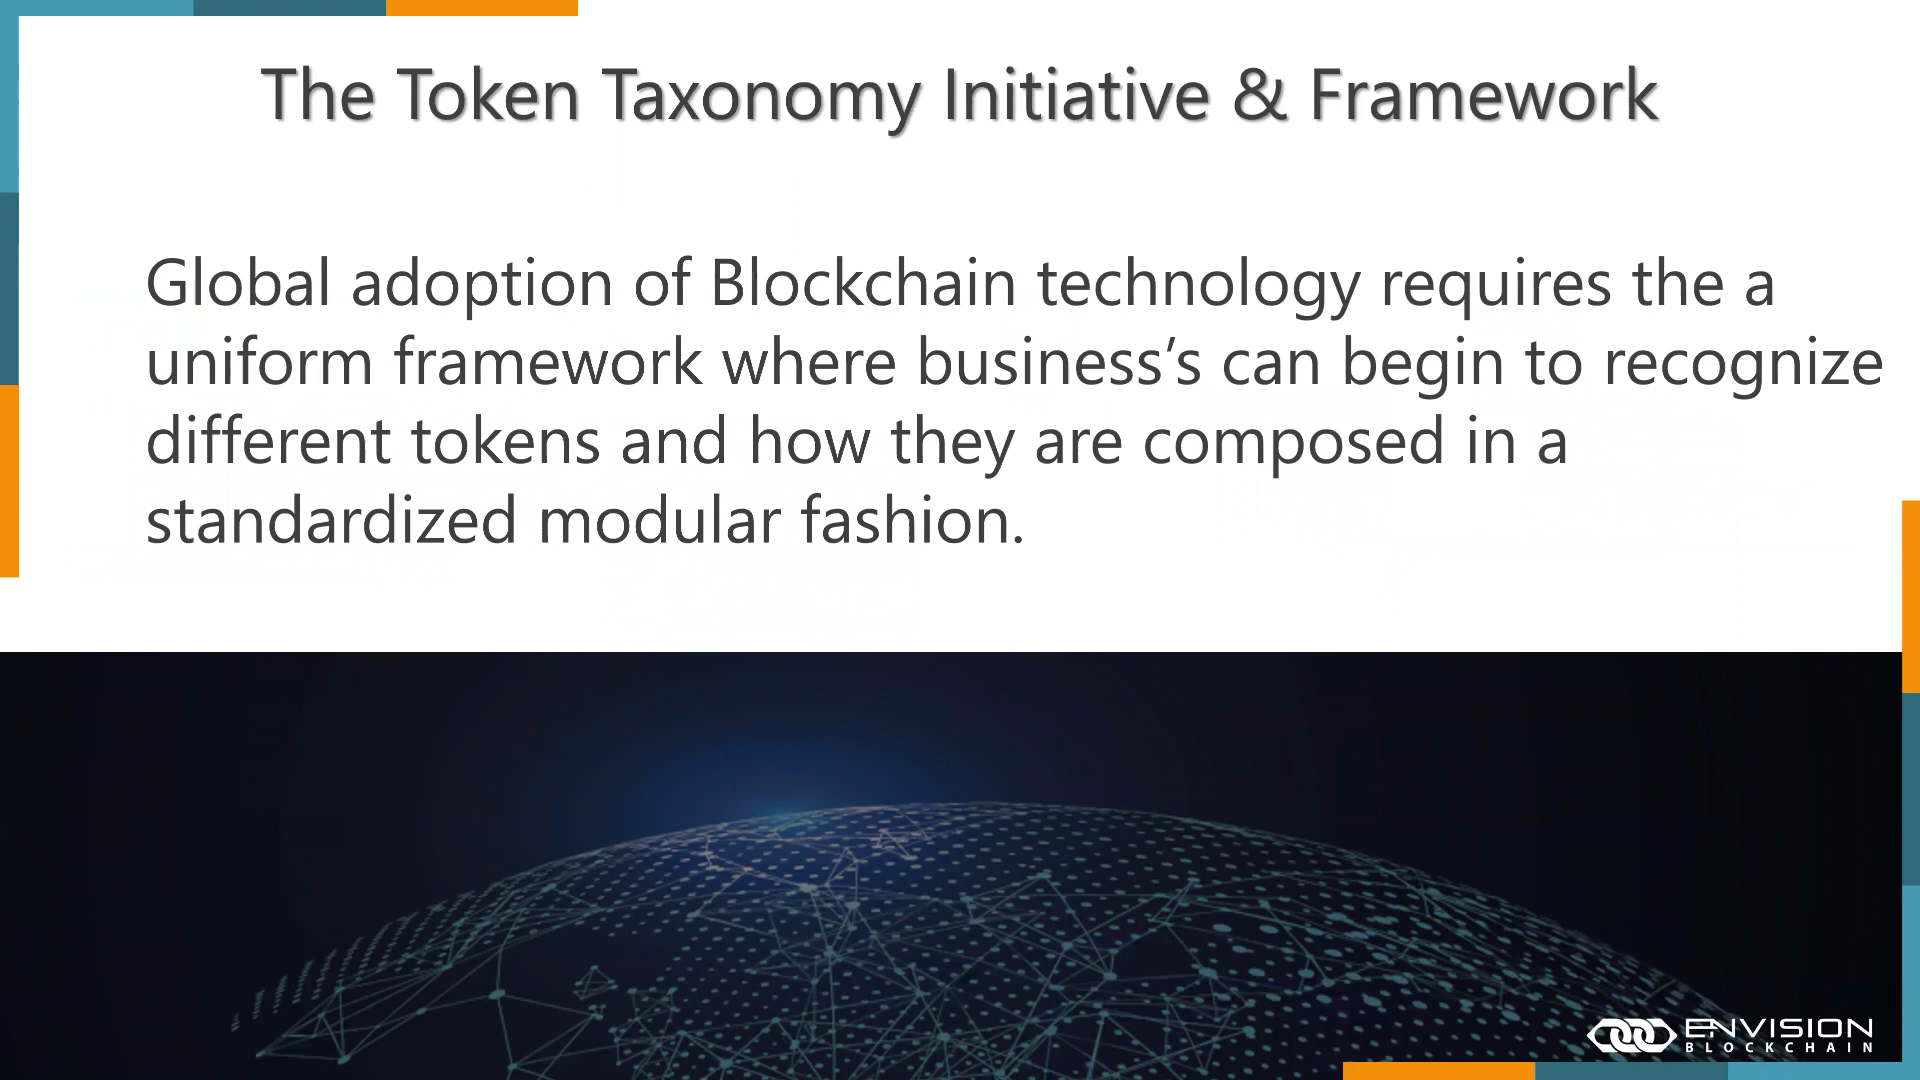 The Token Taxonomy Initiative & Framework
Global adoption of Blockchain technology requires the a
uniform framework where business’s can begin to recognize
different tokens and how they are composed in a
standardized modular fashion.
ENVISION
BLOCKCHAIN